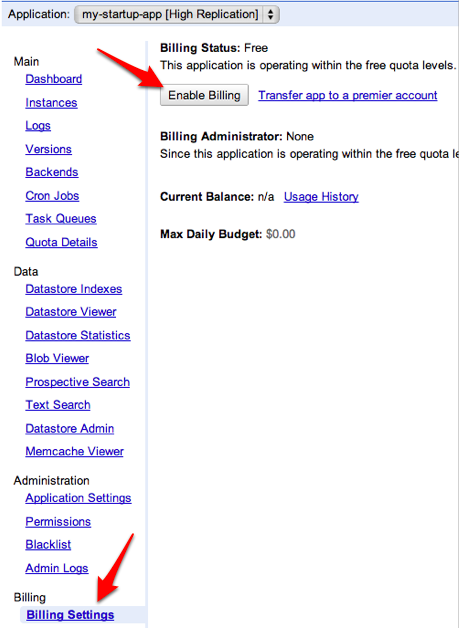 Application: my-startup-app [High Replication]
Main
Dashboard
Instances
Logs
Versions
Backends
Cron Jobs
Task Queues
Quota Details
Data
Datastore Indexes
Datastore Viewer
Datastore Statistics
Blob Viewer
Prospective Search
Text Search
Datastore Admin
Memcache Viewer
Administration
Application Settings
Permissions
Blacklist
Admin Logs
Billing
Billing Settings
Billing Status: Free
This application is operating within the free quota levels.
Enable Billing Transfer app to a premier account
Billing Administrator: None
Since this application is operating within the free quota le
Current Balance: n/a Usage History
Max Daily Budget: $0.00